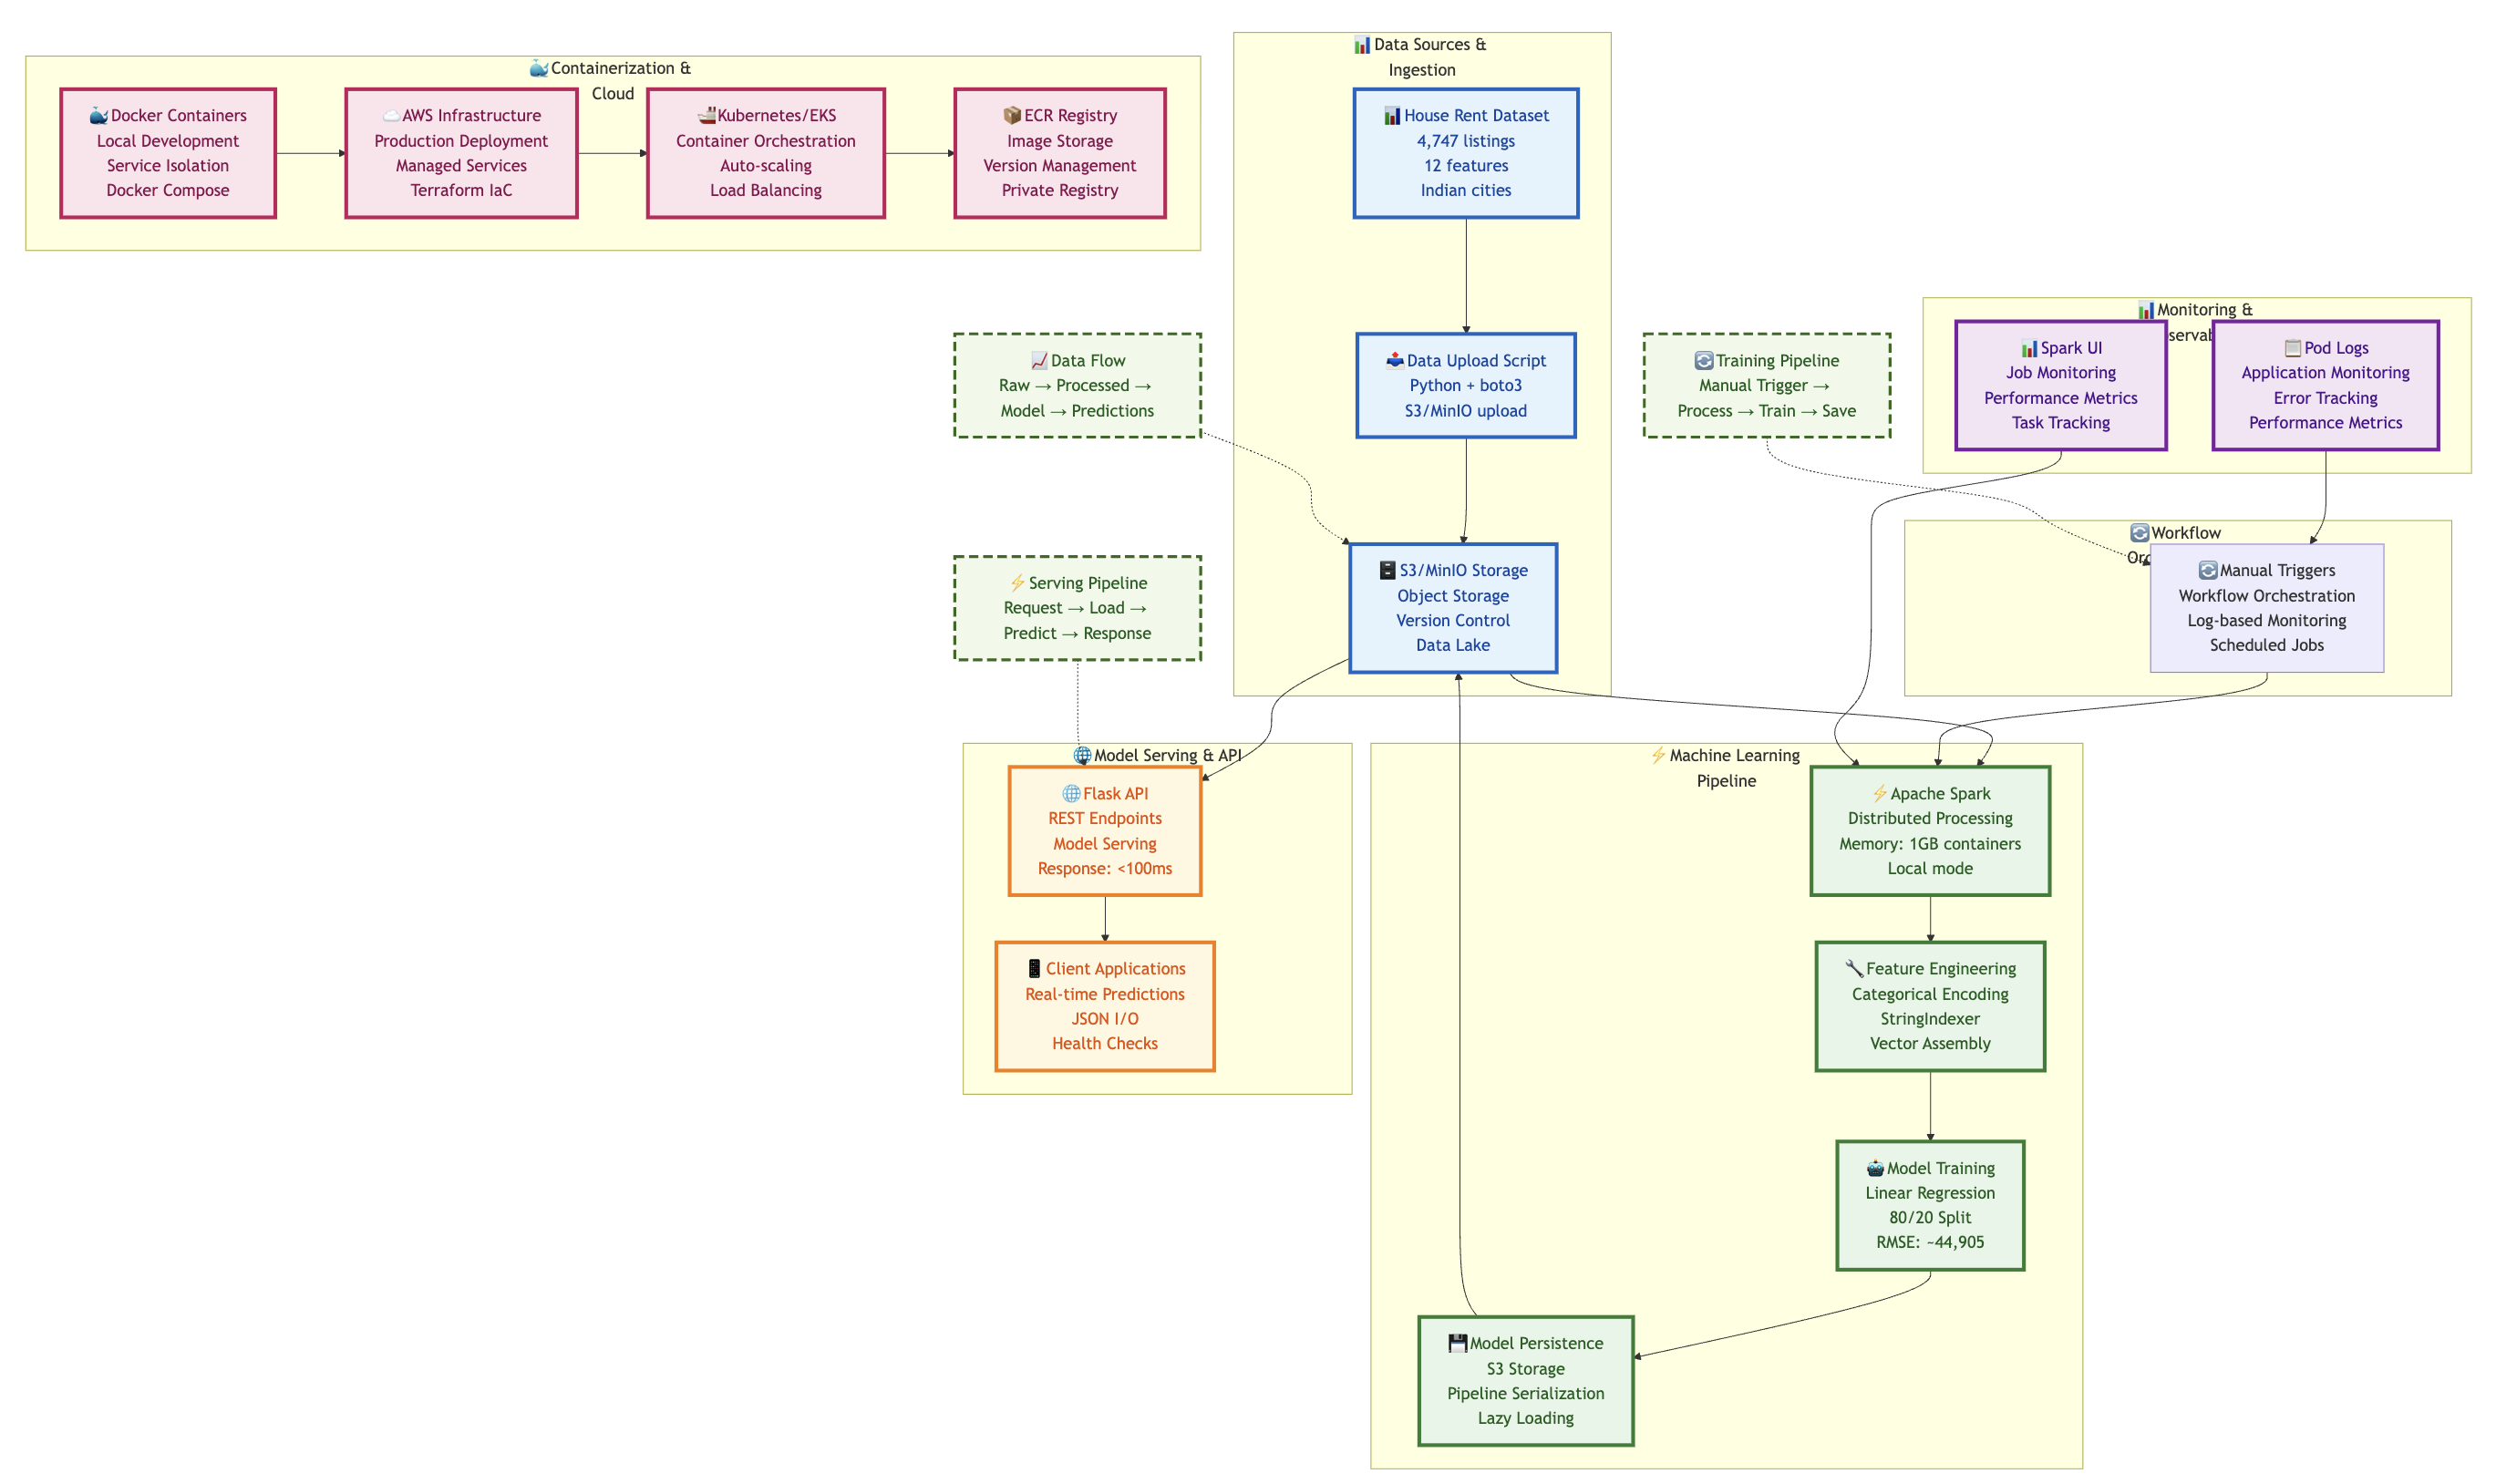 📊 Data Sources &
Ingestion
🐳 Containerization &
Cloud
🐳 Docker Containers
Local Development
Service Isolation
Docker Compose
☁️ AWS Infrastructure
Production Deployment
Managed Services
Terraform IaC
🚢 Kubernetes/EKS
Container Orchestration
Auto-scaling
Load Balancing
📦 ECR Registry
Image Storage
Version Management
Private Registry
📊 House Rent Dataset
4,747 listings
12 features
Indian cities
📊 Monitoring &
📈 Data Flow
Raw → Processed →
Model → Predictions
📤 Data Upload Script
Python + boto3
S3/MinIO upload
🔄 Training Pipeline
Manual Trigger →
Process → Train → Save
📊 Spark UI
Job Monitoring
Performance Metrics
Task Tracking
📋 Pod Logs
Application Monitoring
Error Tracking
Performance Metrics
🔄 Workflow
⚡ Serving Pipeline
Request → Load →
Predict → Response
🗄️ S3/MinIO Storage
Object Storage
Version Control
Data Lake
🔄 Manual Triggers
Workflow Orchestration
Log-based Monitoring
Scheduled Jobs
🌐 Model Serving & API
🌐 Flask API
REST Endpoints
Model Serving
Response: <100ms
📱 Client Applications
Real-time Predictions
JSON I/O
Health Checks
⚡ Machine Learning
Pipeline
⚡ Apache Spark
Distributed Processing
Memory: 1GB containers
Local mode
🔧 Feature Engineering
Categorical Encoding
StringIndexer
Vector Assembly
🤖 Model Training
Linear Regression
80/20 Split
RMSE: ~44,905
💾 Model Persistence
S3 Storage
Pipeline Serialization
Lazy Loading